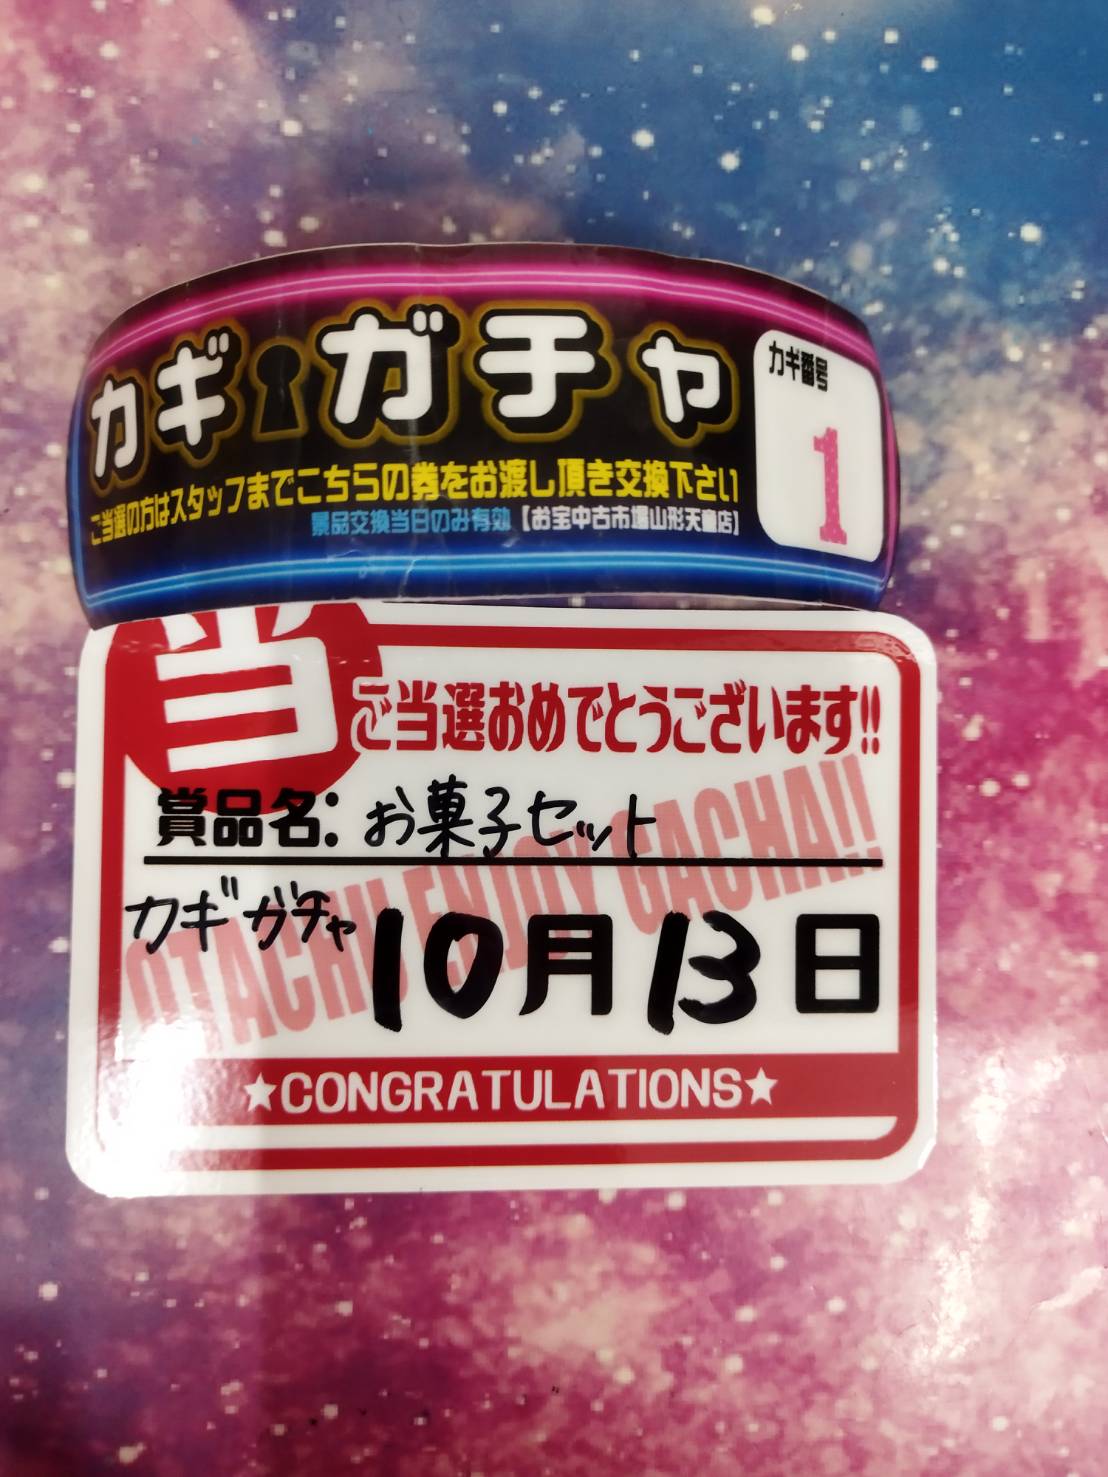 カギガチャ
カギ番号
1
ご当選の方はスタッフまでこちらの券をお渡し頂き交換下さい
景品交換当日のみ有効【お宝中古市場山形天童店】
当
ご当選おめでとうございます!!
賞品名:お菓子セット
OTACHU ENJOY GACHA!!
カギガチャ 10月13日
★CONGRATULATIONS★